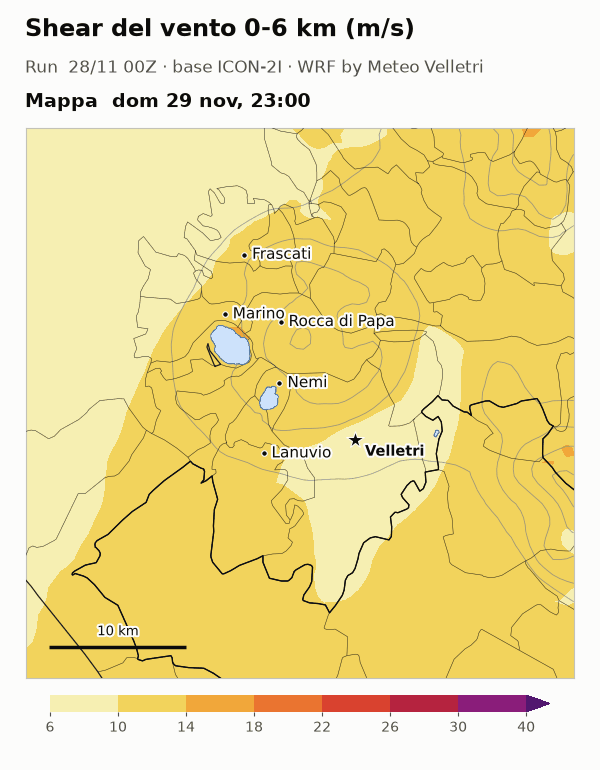 Shear del vento 0-6 km (m/s)
Run  28/11 00Z · base ICON-2I · WRF by Meteo Velletri
Mappa  dom 29 nov, 23:00
Frascati
Marino
Rocca di Papa
Nemi
Lanuvio
Velletri
10 km
6 10 14 18 22 26 30 40